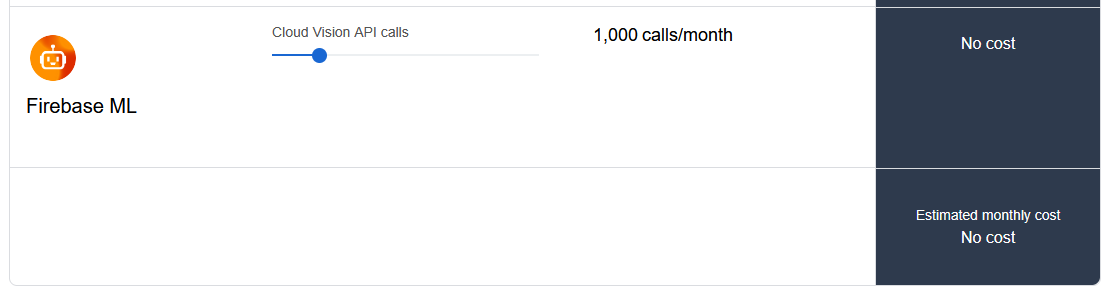 Cloud Vision API calls
1,000 calls/month
No cost
Firebase ML
Estimated monthly cost
No cost